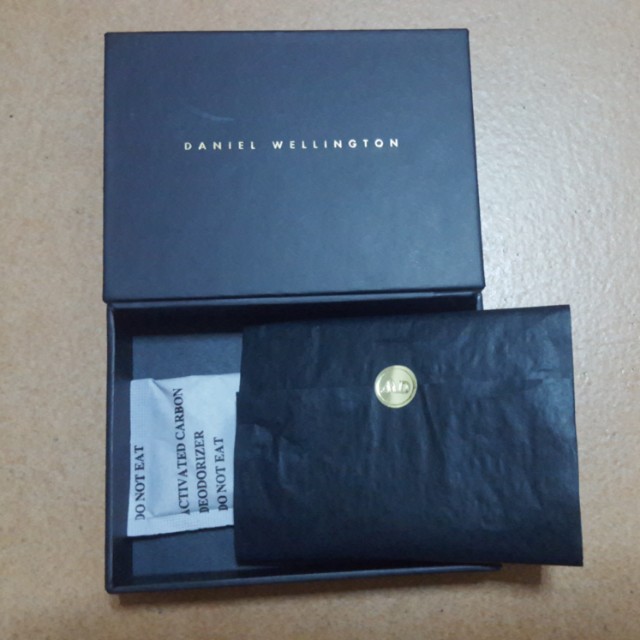 DANIEL WELLINGTON
DO NOT EAT
ACTIVATED CARBON
DEODORIZER
DO NOT EAT